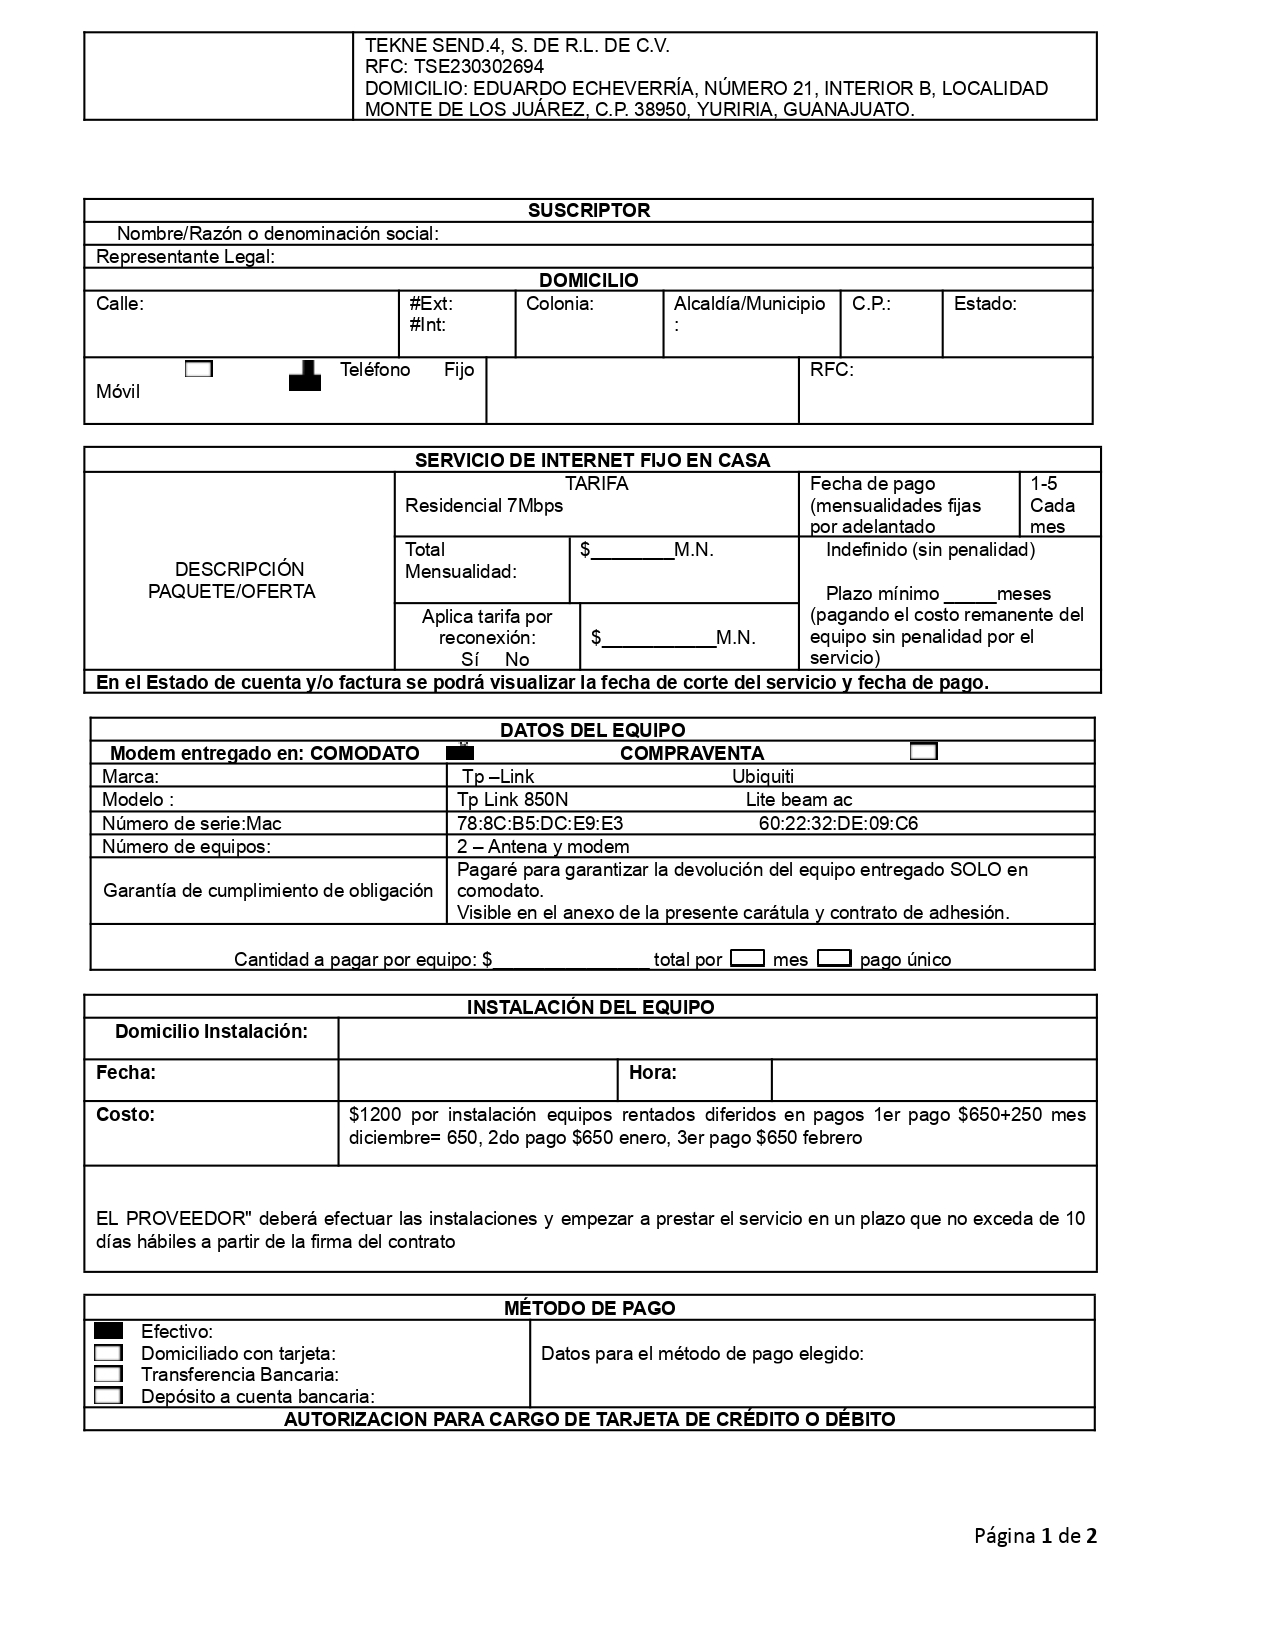 TEKNE SEND.4, S. DE R.L. DE C.V.
RFC: TSE230302694
DOMICILIO: EDUARDO ECHEVERRÍA, NÚMERO 21, INTERIOR B, LOCALIDAD
MONTE DE LOS JUÁREZ, C.P. 38950, YURIRIA, GUANAJUATO.
SUSCRIPTOR
Nombre/Razón o denominación social:
Representante Legal:
DOMICILIO
Calle:
#Ext:
#Int:
Colonia:
Alcaldía/Municipio
:
C.P.:
Estado:
Teléfono Fijo
Móvil
RFC:
SERVICIO DE INTERNET FIJO EN CASA
DESCRIPCIÓN
PAQUETE/OFERTA
TARIFA
Residencial 7Mbps
Fecha de pago
(mensualidades fijas
por adelantado
1-5
Cada
mes
Total
Mensualidad:
$________M.N.
Indefinido (sin penalidad)
Plazo mínimo _____meses
(pagando el costo remanente del
equipo sin penalidad por el
servicio)
Aplica tarifa por
reconexión:
Sí No
$___________M.N.
En el Estado de cuenta y/o factura se podrá visualizar la fecha de corte del servicio y fecha de pago.
DATOS DEL EQUIPO
Modem entregado en: COMODATO COMPRAVENTA
Marca: Tp –Link Ubiquiti
Modelo : Tp Link 850N Lite beam ac
Número de serie:Mac 78:8C:B5:DC:E9:E3 60:22:32:DE:09:C6
Número de equipos: 2 – Antena y modem
Garantía de cumplimiento de obligación
Pagaré para garantizar la devolución del equipo entregado SOLO en
comodato.
Visible en el anexo de la presente carátula y contrato de adhesión.
Cantidad a pagar por equipo: $_______________ total por mes pago único
INSTALACIÓN DEL EQUIPO
Domicilio Instalación:
Fecha: Hora:
Costo:
$1200 por instalación equipos rentados diferidos en pagos 1er pago $650+250 mes
diciembre= 650, 2do pago $650 enero, 3er pago $650 febrero
EL PROVEEDOR" deberá efectuar las instalaciones y empezar a prestar el servicio en un plazo que no exceda de 10
días hábiles a partir de la firma del contrato
MÉTODO DE PAGO
Efectivo:
Domiciliado con tarjeta:
Transferencia Bancaria:
Depósito a cuenta bancaria:
Datos para el método de pago elegido:
AUTORIZACION PARA CARGO DE TARJETA DE CRÉDITO O DÉBITO
Página 1 de 2